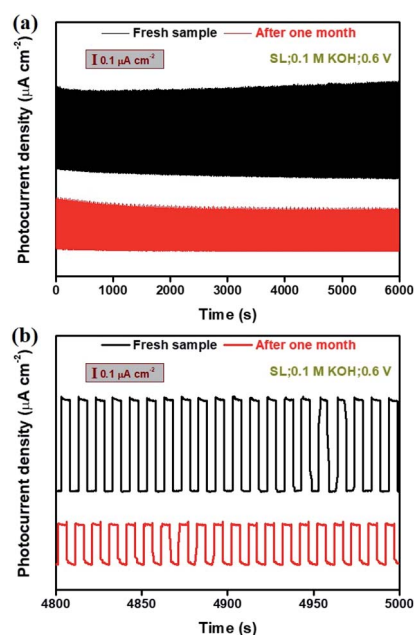 (a)
Fresh sample After one month
I 0.1 μA cm⁻² SL;0.1 M KOH;0.6 V
Photocurrent density (μA cm⁻²)
0 1000 2000 3000 4000 5000 6000
Time (s)
(b)
Fresh sample After one month
I 0.1 μA cm⁻² SL;0.1 M KOH;0.6 V
Photocurrent density (μA cm⁻²)
4800 4850 4900 4950 5000
Time (s)